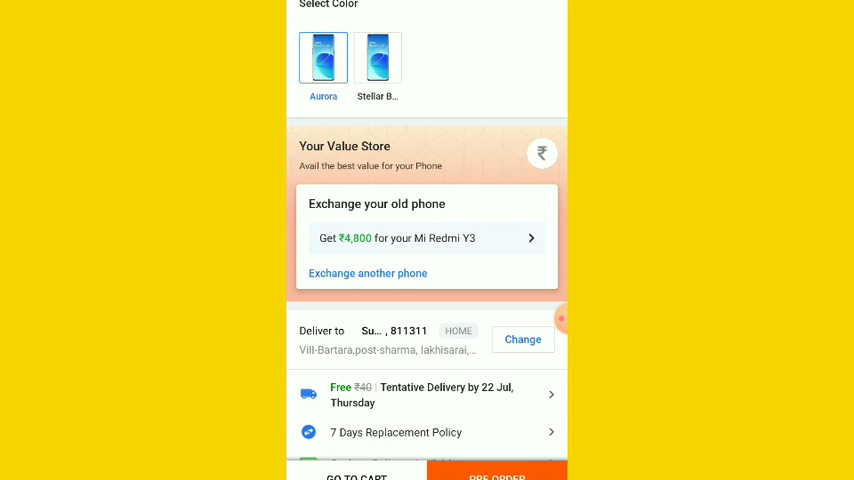 Select Color
Aurora
Stellar B...
Your Value Store
Avail the best value for your Phone
₹
Exchange your old phone
Get ₹4,800 for your Mi Redmi Y3
Exchange another phone
Deliver to Su... , 811311 HOME
Change
Vill-Bartara,post-sharma, lakhisarai,...
Free ₹40 | Tentative Delivery by 22 Jul,
Thursday
7 Days Replacement Policy
GO TO CART
PRE ORDER